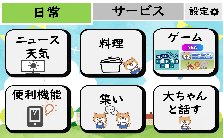 日常
サービス
設定
ニュース
天気
料理
ゲーム
便利機能
集い
大ちゃん
と話す